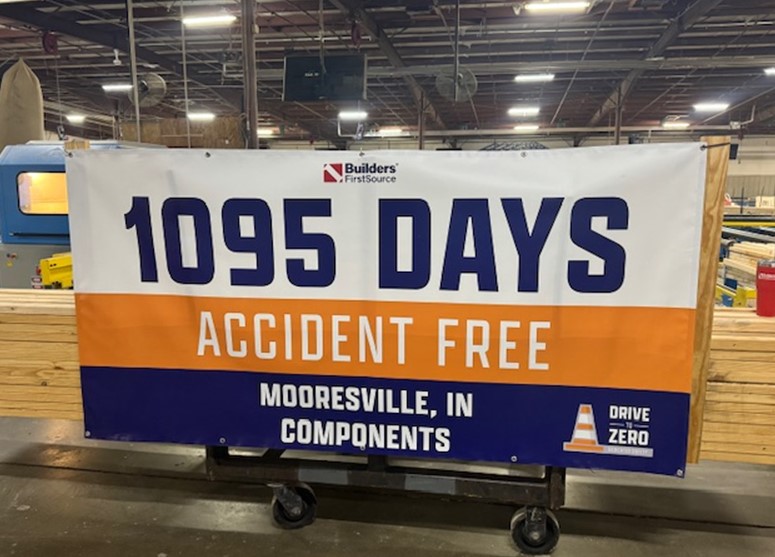 Builders
FirstSource
1095 DAYS
ACCIDENT FREE
MOORESVILLE, IN
COMPONENTS
DRIVE
TO
ZERO